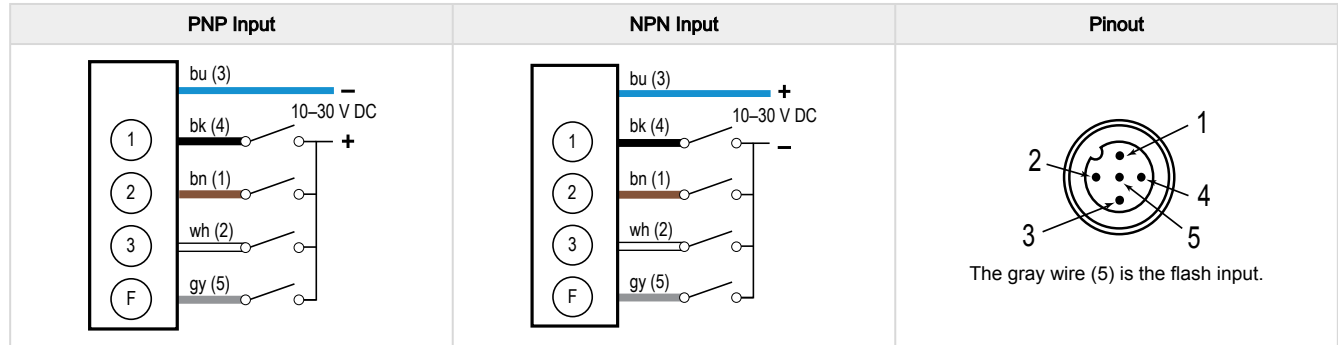 PNP Input
NPN Input
Pinout
bu (3)
–
10–30 V DC
1
bk (4)
+
2
bn (1)
3
wh (2)
F
gy (5)
bu (3)
+
10–30 V DC
1
bk (4)
–
2
bn (1)
3
wh (2)
F
gy (5)
1
2
4
3
5
The gray wire (5) is the flash input.